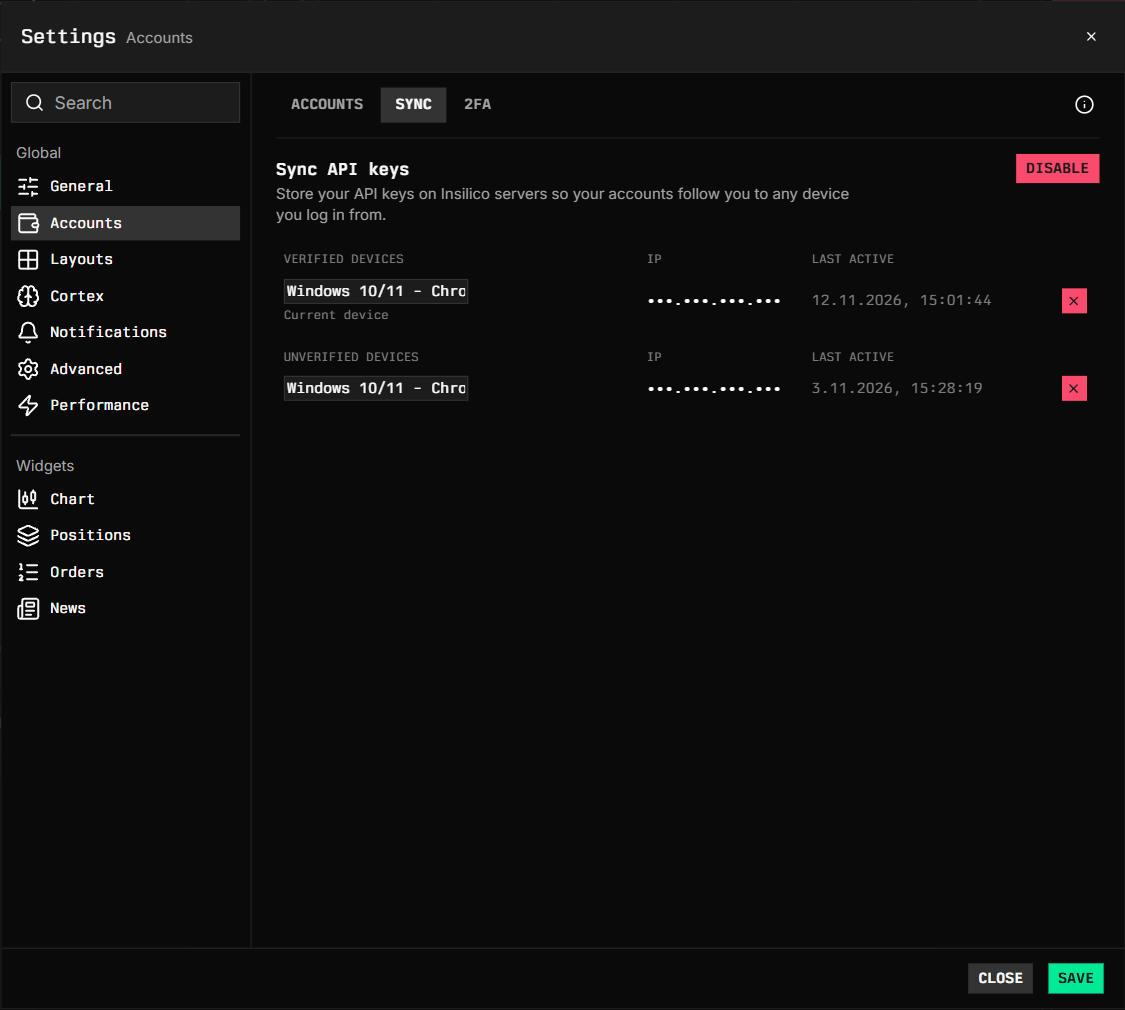 Settings Accounts
Search
Global
General
Accounts
Layouts
Cortex
Notifications
Advanced
Performance
Widgets
Chart
Positions
Orders
News
ACCOUNTS SYNC 2FA
Sync API keys
DISABLE
Store your API keys on Insilico servers so your accounts follow you to any device
you log in from.
VERIFIED DEVICES IP LAST ACTIVE
Windows 10/11 - Chro •••.•••.•••.••• 12.11.2026, 15:01:44
Current device
UNVERIFIED DEVICES IP LAST ACTIVE
Windows 10/11 - Chro •••.•••.•••.••• 3.11.2026, 15:28:19
CLOSE SAVE